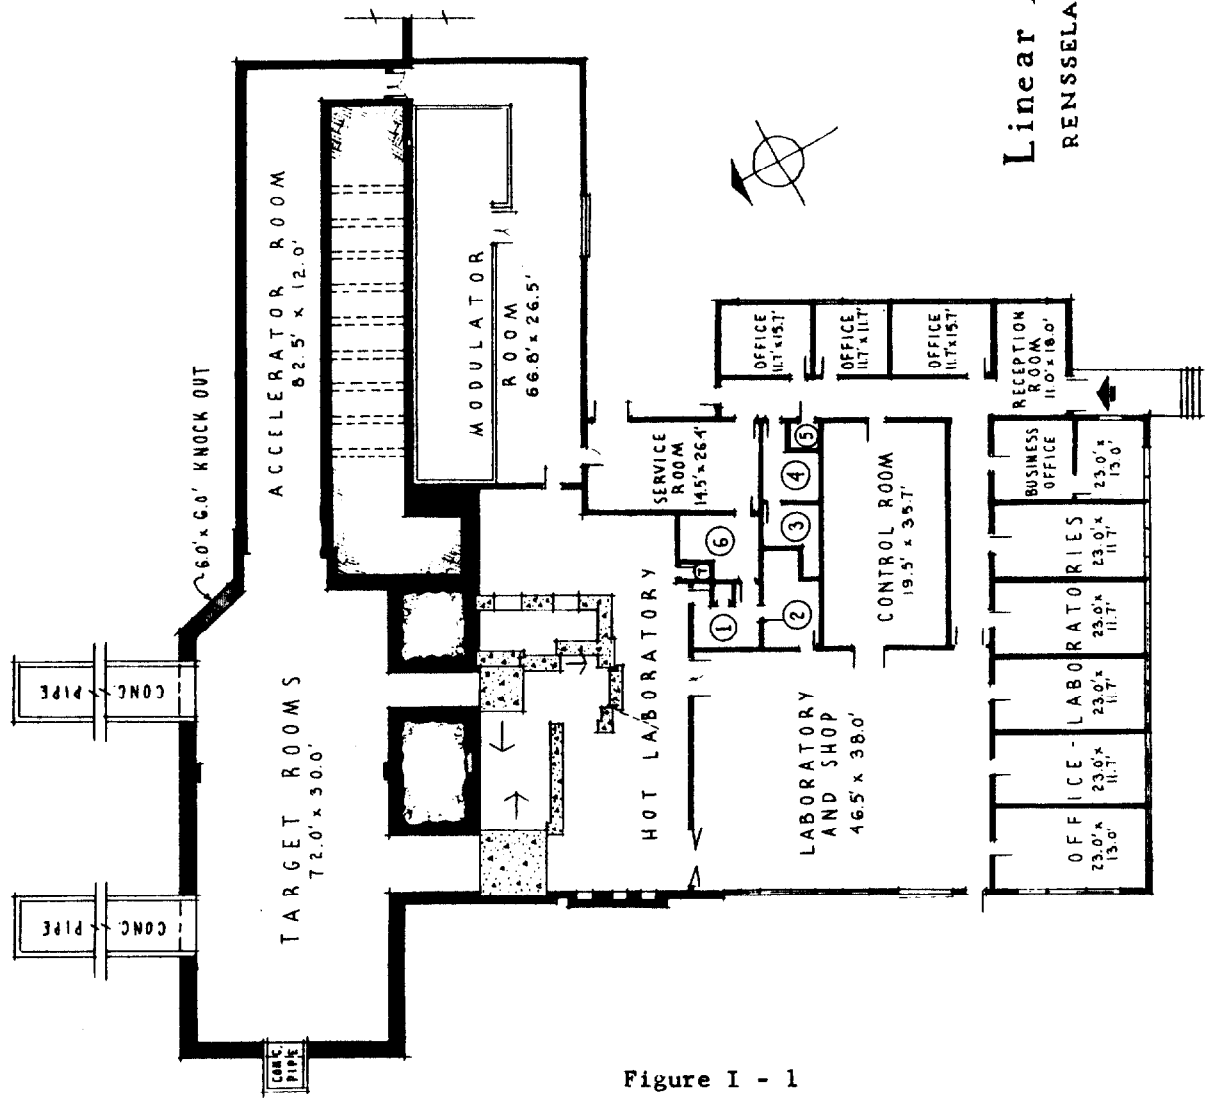 Linear
RENSSELA
6.0' x 6.0' KNOCK OUT
ACCELERATOR ROOM
82.5' x 12.0'
MODULATOR
ROOM
66.8' x 26.5'
CONC. PIPE
CONC. PIPE
CONC.
PIPE
TARGET ROOMS
72.0' x 30.0'
HOT LABORATORY
SERVICE
ROOM
14.5' x 26.4'
OFFICE
11.7' x 15.7'
OFFICE
11.7' x 11.7'
OFFICE
11.7' x 15.7'
RECEPTION
ROOM
11.0' x 18.0'
1
2
3
4
5
6
7
CONTROL ROOM
19.5' x 35.7'
LABORATORY
AND SHOP
46.5' x 38.0'
BUSINESS
OFFICE
23.0' x
13.0'
OFFICE - LABORATORIES
23.0' x
11.7'
23.0' x
11.7'
23.0' x
11.7'
23.0' x
11.7'
23.0' x
13.0'
Figure I - 1